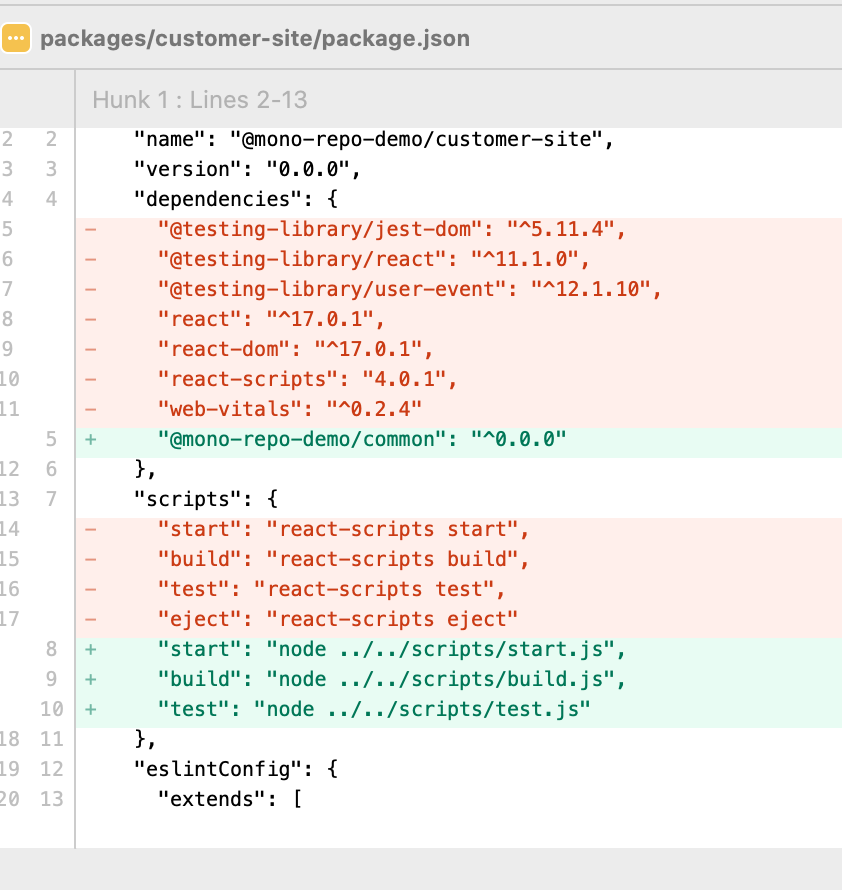 packages/customer-site/package.json
Hunk 1 : Lines 2-13
2 2 "name": "@mono-repo-demo/customer-site",
3 3 "version": "0.0.0",
4 4 "dependencies": {
5 - "@testing-library/jest-dom": "^5.11.4",
6 - "@testing-library/react": "^11.1.0",
7 - "@testing-library/user-event": "^12.1.10",
8 - "react": "^17.0.1",
9 - "react-dom": "^17.0.1",
10 - "react-scripts": "4.0.1",
11 - "web-vitals": "^0.2.4"
5 + "@mono-repo-demo/common": "^0.0.0"
12 6 },
13 7 "scripts": {
14 - "start": "react-scripts start",
15 - "build": "react-scripts build",
16 - "test": "react-scripts test",
17 - "eject": "react-scripts eject"
8 + "start": "node ../../scripts/start.js",
9 + "build": "node ../../scripts/build.js",
10 + "test": "node ../../scripts/test.js"
18 11 },
19 12 "eslintConfig": {
20 13 "extends": [